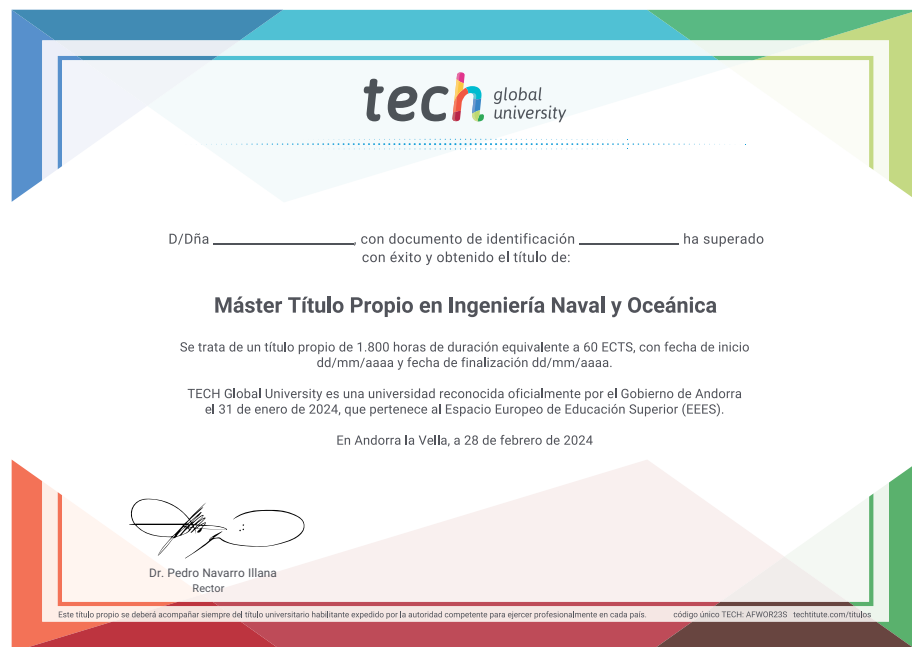 tech global
university
D/Dña ____________, con documento de identificación ____________ ha superado
con éxito y obtenido el título de:
Máster Título Propio en Ingeniería Naval y Oceánica
Se trata de un título propio de 1.800 horas de duración equivalente a 60 ECTS, con fecha de inicio
dd/mm/aaaa y fecha de finalización dd/mm/aaaa.
TECH Global University es una universidad reconocida oficialmente por el Gobierno de Andorra
el 31 de enero de 2024, que pertenece al Espacio Europeo de Educación Superior (EEES).
En Andorra la Vella, a 28 de febrero de 2024
Dr. Pedro Navarro Illana
Rector
Este título propio se deberá acompañar siempre del título universitario habilitante expedido por la autoridad competente para ejercer profesionalmente en cada país. código único TECH: AFWOR23S techtitute.com/títulos